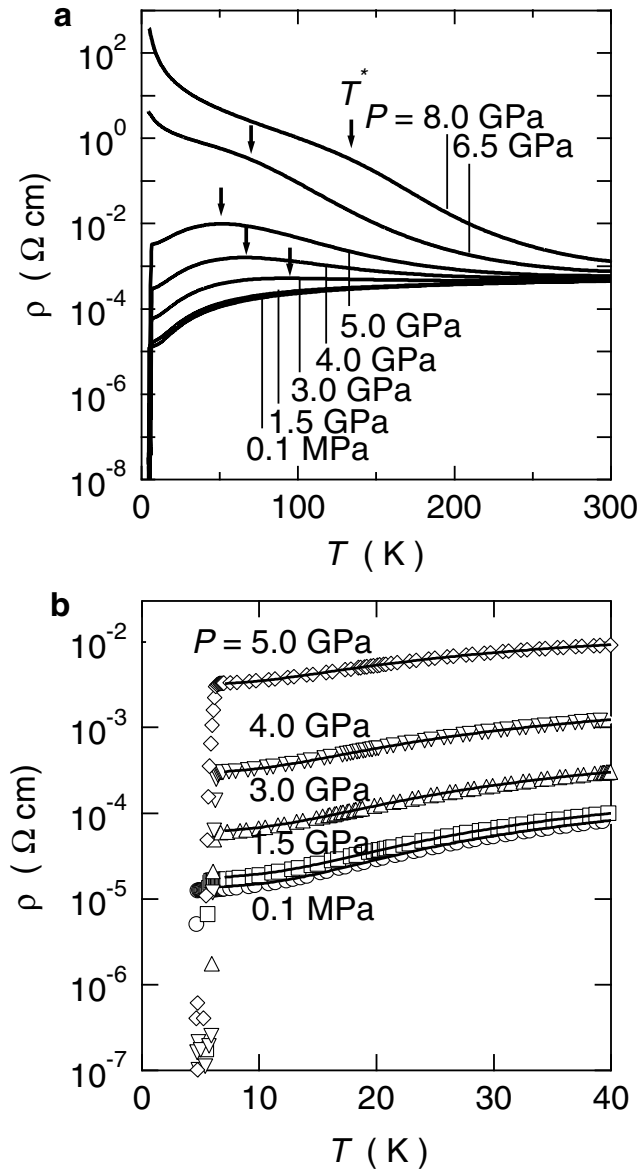 a
10^2
10^0
10^-2
10^-4
10^-6
10^-8
ρ ( Ω cm)
T*
P = 8.0 GPa
6.5 GPa
5.0 GPa
4.0 GPa
3.0 GPa
1.5 GPa
0.1 MPa
0 100 200 300
T ( K )
b
10^-2
10^-3
10^-4
10^-5
10^-6
10^-7
ρ ( Ω cm)
P = 5.0 GPa
4.0 GPa
3.0 GPa
1.5 GPa
0.1 MPa
0 10 20 30 40
T ( K )